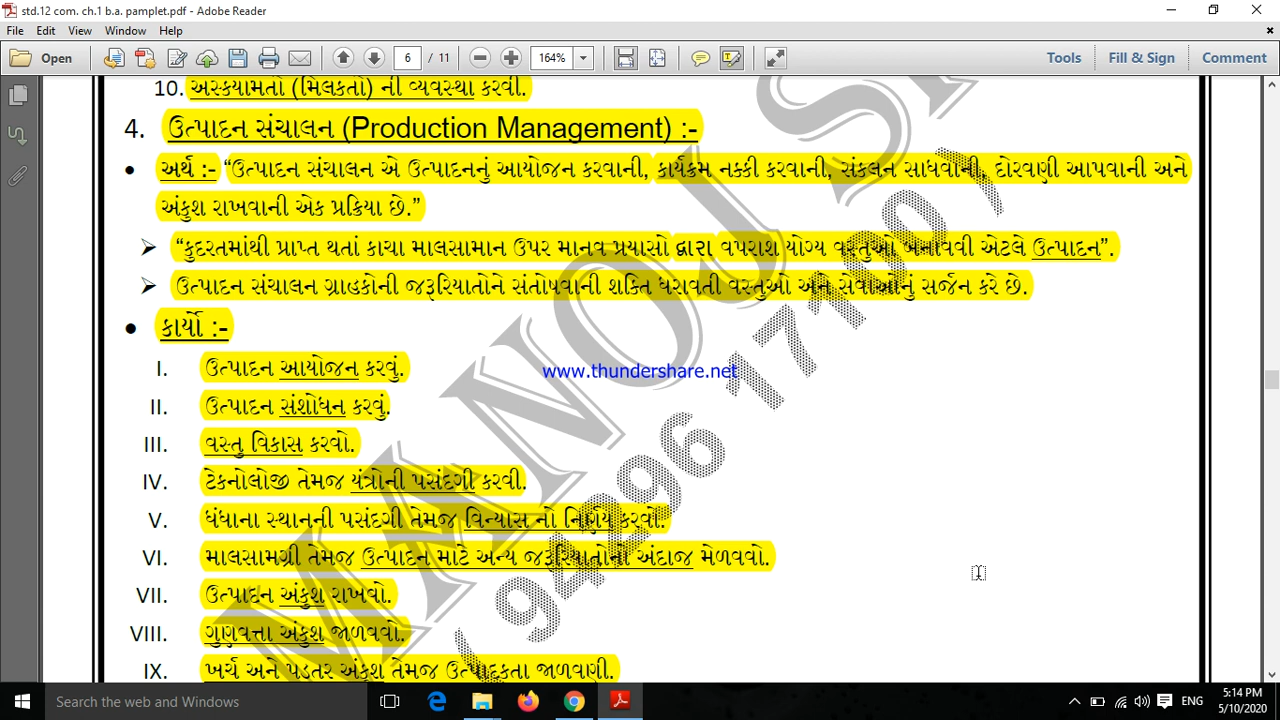 std.12 com. ch.1 b.a. pamplet.pdf - Adobe Reader
File Edit View Window Help
Open 6 / 11 164% Tools Fill & Sign Comment
10. અસ્કયામતો (મિલકતો) ની વ્યવસ્થા કરવી.
4. ઉત્પાદન સંચાલન (Production Management) :-
• અર્થ :- “ઉત્પાદન સંચાલન એ ઉત્પાદનનું આયોજન કરવાની, કાર્યક્રમ નક્કી કરવાની, સંકલન સાધવાની, દોરવણી આપવાની અને
અંકુશ રાખવાની એક પ્રક્રિયા છે.”
➢ “કુદરતમાંથી પ્રાપ્ત થતાં કાચા માલસામાન ઉપર માનવ પ્રયાસો દ્વારા વપરાશ યોગ્ય વસ્તુઓ બનાવવી એટલે ઉત્પાદન”.
➢ ઉત્પાદન સંચાલન ગ્રાહકોની જરૂરિયાતોને સંતોષવાની શક્તિ ધરાવતી વસ્તુઓ અને સેવાઓનું સર્જન કરે છે.
• કાર્યો :-
I. ઉત્પાદન આયોજન કરવું.
www.thundershare.net
II. ઉત્પાદન સંશોધન કરવું.
III. વસ્તુ વિકાસ કરવો.
IV. ટેકનોલોજી તેમજ યંત્રોની પસંદગી કરવી.
V. ધંધાના સ્થાનની પસંદગી તેમજ વિન્યાસ નો નિર્ણય કરવો.
VI. માલસામગ્રી તેમજ ઉત્પાદન માટે અન્ય જરૂરિયાતોનો અંદાજ મેળવવો.
VII. ઉત્પાદન અંકુશ રાખવો.
VIII. ગુણવત્તા અંકુશ જાળવવો.
IX. ખર્ચ અને પડતર અંકુશ તેમજ ઉત્પાદકતા જાળવાણી.
MANOJ
( 94296 17100 )
Search the web and Windows
ENG
5:14 PM
5/10/2020